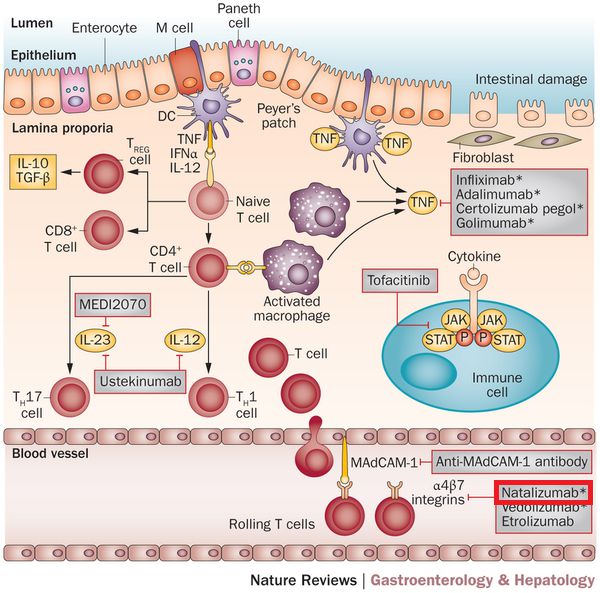 Lumen
Enterocyte
M cell
Paneth
cell
Epithelium
Intestinal damage
DC
Peyer's
patch
Lamina proporia
TNF
IFNα
IL-12
TNF
TNF
Fibroblast
T REG
cell
IL-10
TGF-β
Naive
T cell
TNF
Infliximab*
Adalimumab*
Certolizumab pegol*
Golimumab*
CD8+
T cell
CD4+
T cell
Activated
macrophage
Cytokine
Tofacitinib
MEDI2070
JAK
JAK
STAT
P
P
STAT
IL-23
IL-12
T cell
Ustekinumab
Immune
cell
TH17
cell
TH1
cell
Blood vessel
MAdCAM-1
Anti-MAdCAM-1 antibody
α4β7
integrins
Natalizumab*
Vedolizumab*
Etrolizumab
Rolling T cells
Nature Reviews | Gastroenterology & Hepatology